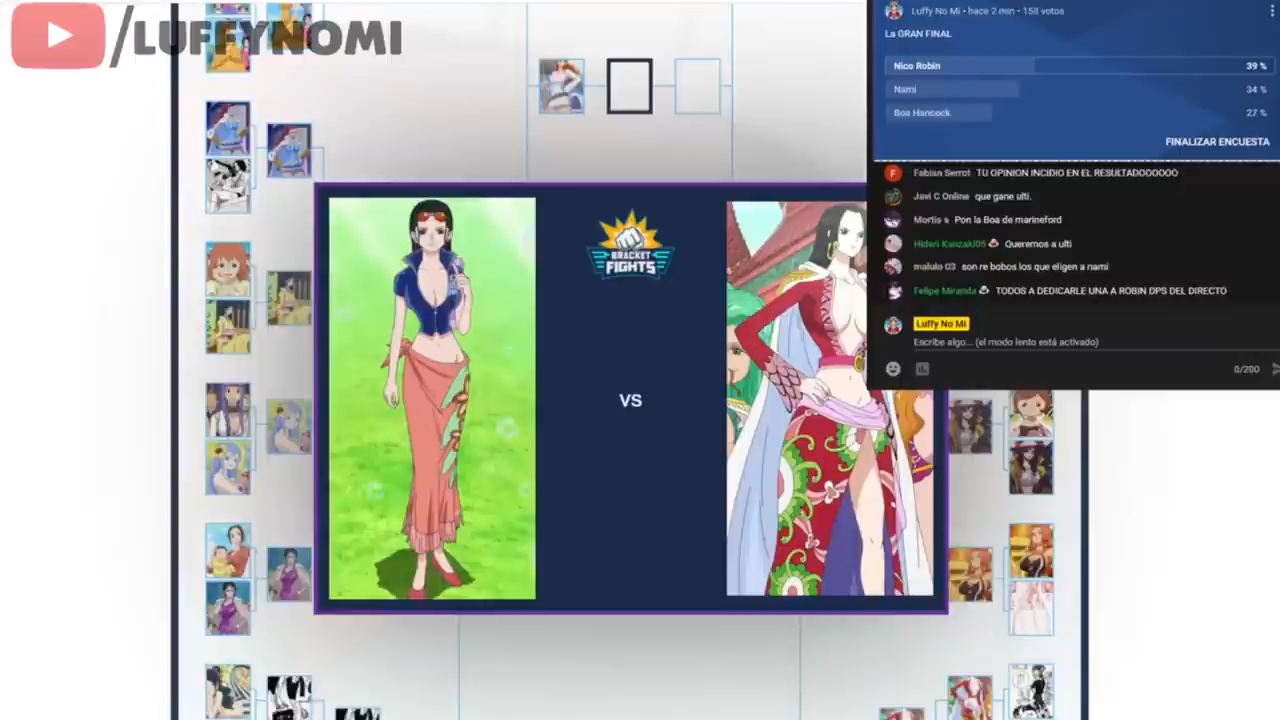 /LUFFYNOMI
Luffy No Mi • hace 2 min • 158 votos
La GRAN FINAL
Nico Robin 39 %
Nami 34 %
Boa Hancock 27 %
FINALIZAR ENCUESTA
F Fabian Serrot TU OPINION INCIDIO EN EL RESULTADOOOOOO
Javi C Online que gane ulti.
Mortis s Pon la Boa de marineford
Hideri Kanzaki05 Queremos a ulti
malulo 03 son re bobos los que eligen a nami
Felipe Miranda TODOS A DEDICARLE UNA A ROBIN DPS DEL DIRECTO
Luffy No Mi
Escribe algo... (el modo lento está activado)
0/200
BRACKET
FIGHTS
VS